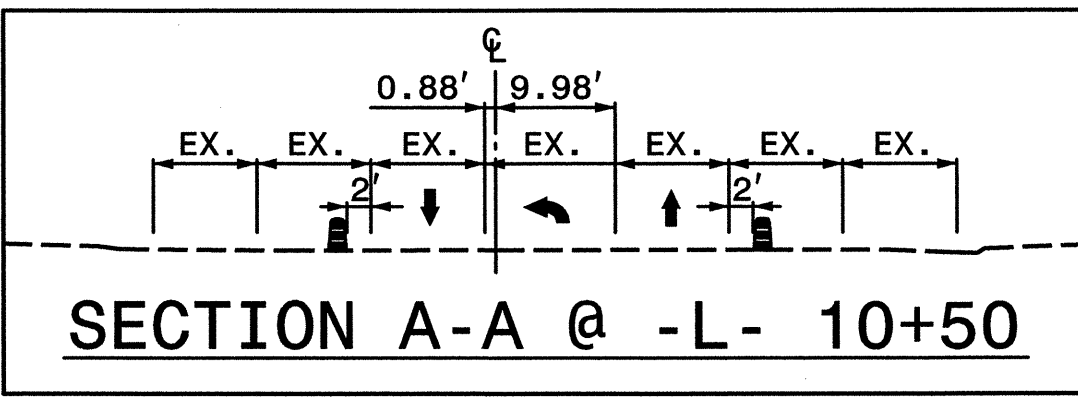 ℄
0.88' 9.98'
EX. EX. EX. EX. EX. EX. EX.
2' 2'
SECTION A-A @ -L- 10+50